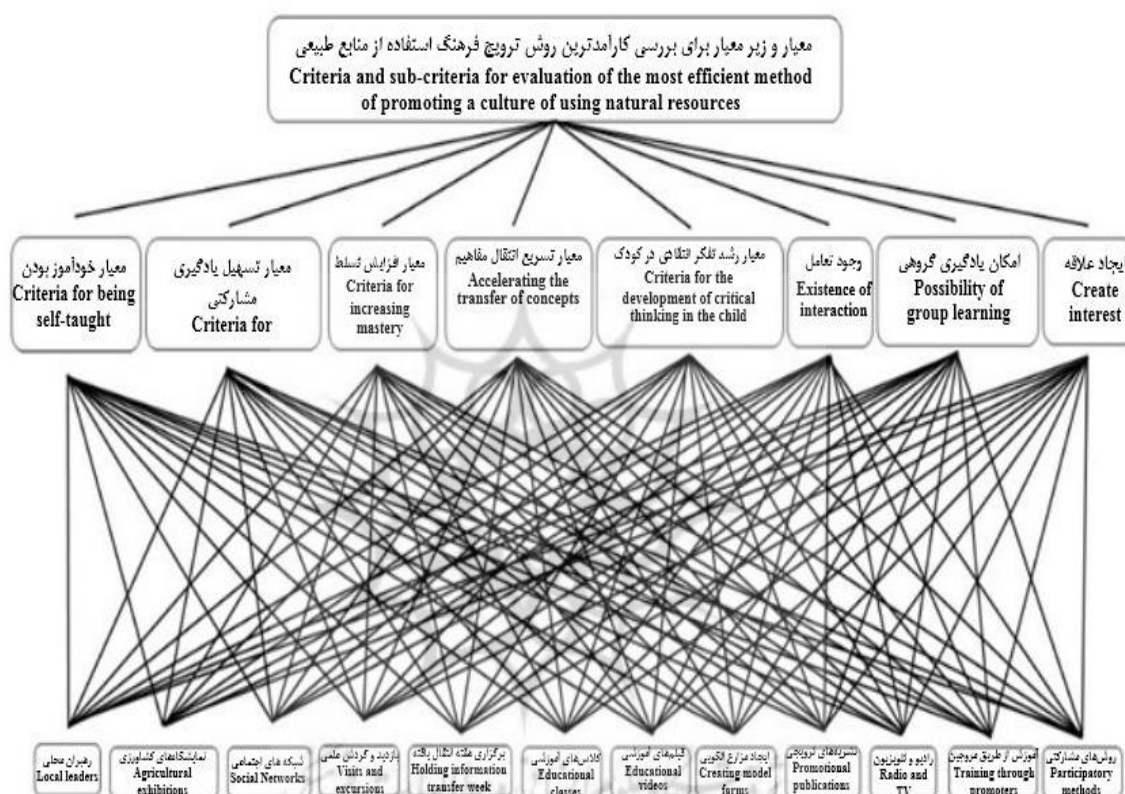 معیار و زیر معیار برای بررسی کارآمدترین روش ترویج فرهنگ استفاده از منابع طبیعی
Criteria and sub-criteria for evaluation of the most efficient method
of promoting a culture of using natural resources
معیار خودآموز بودن
Criteria for being
self-taught
معیار تسهیل یادگیری
مشارکتی
Criteria for
معیار افزایش تسلط
Criteria for
increasing
mastery
معیار تسریع انتقال مفاهیم
Accelerating the
transfer of concepts
معیار رشد تفکر انتقادی در کودک
Criteria for the
development of critical
thinking in the child
وجود تعامل
Existence of
interaction
امکان یادگیری گروهی
Possibility of
group learning
ایجاد علاقه
Create
interest
رهبران محلی
Local leaders
نمایشگاههای کشاورزی
Agricultural
exhibitions
شبکه های اجتماعی
Social Networks
بازدید و گردش علمی
Visits and
excursions
برگزاری هفته انتقال یافته
Holding information
transfer week
کلاس‌های آموزشی
Educational
classes
فیلم‌های آموزشی
Educational
videos
ایجاد مزارع الگویی
Creating model
farms
نشریه‌های ترویجی
Promotional
publications
رادیو و تلویزیون
Radio and
TV
آموزش از طریق مروجین
Training through
promoters
روش‌های مشارکتی
Participatory
methods